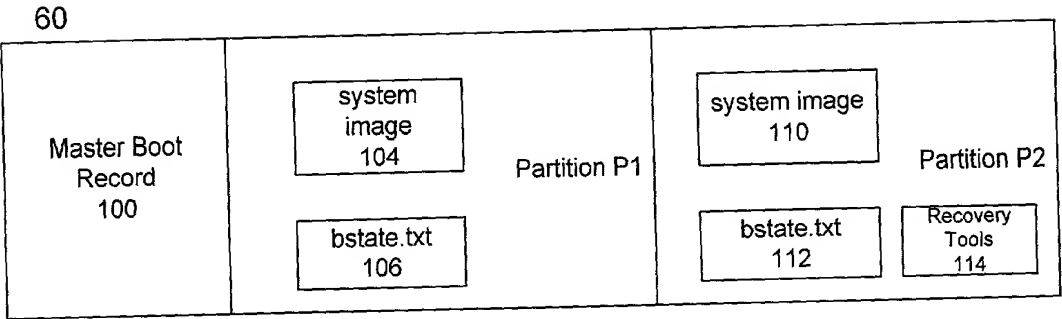 60
Master Boot
Record
100
system
image
104
Partition P1
bstate.txt
106
system image
110
Partition P2
bstate.txt
112
Recovery
Tools
114